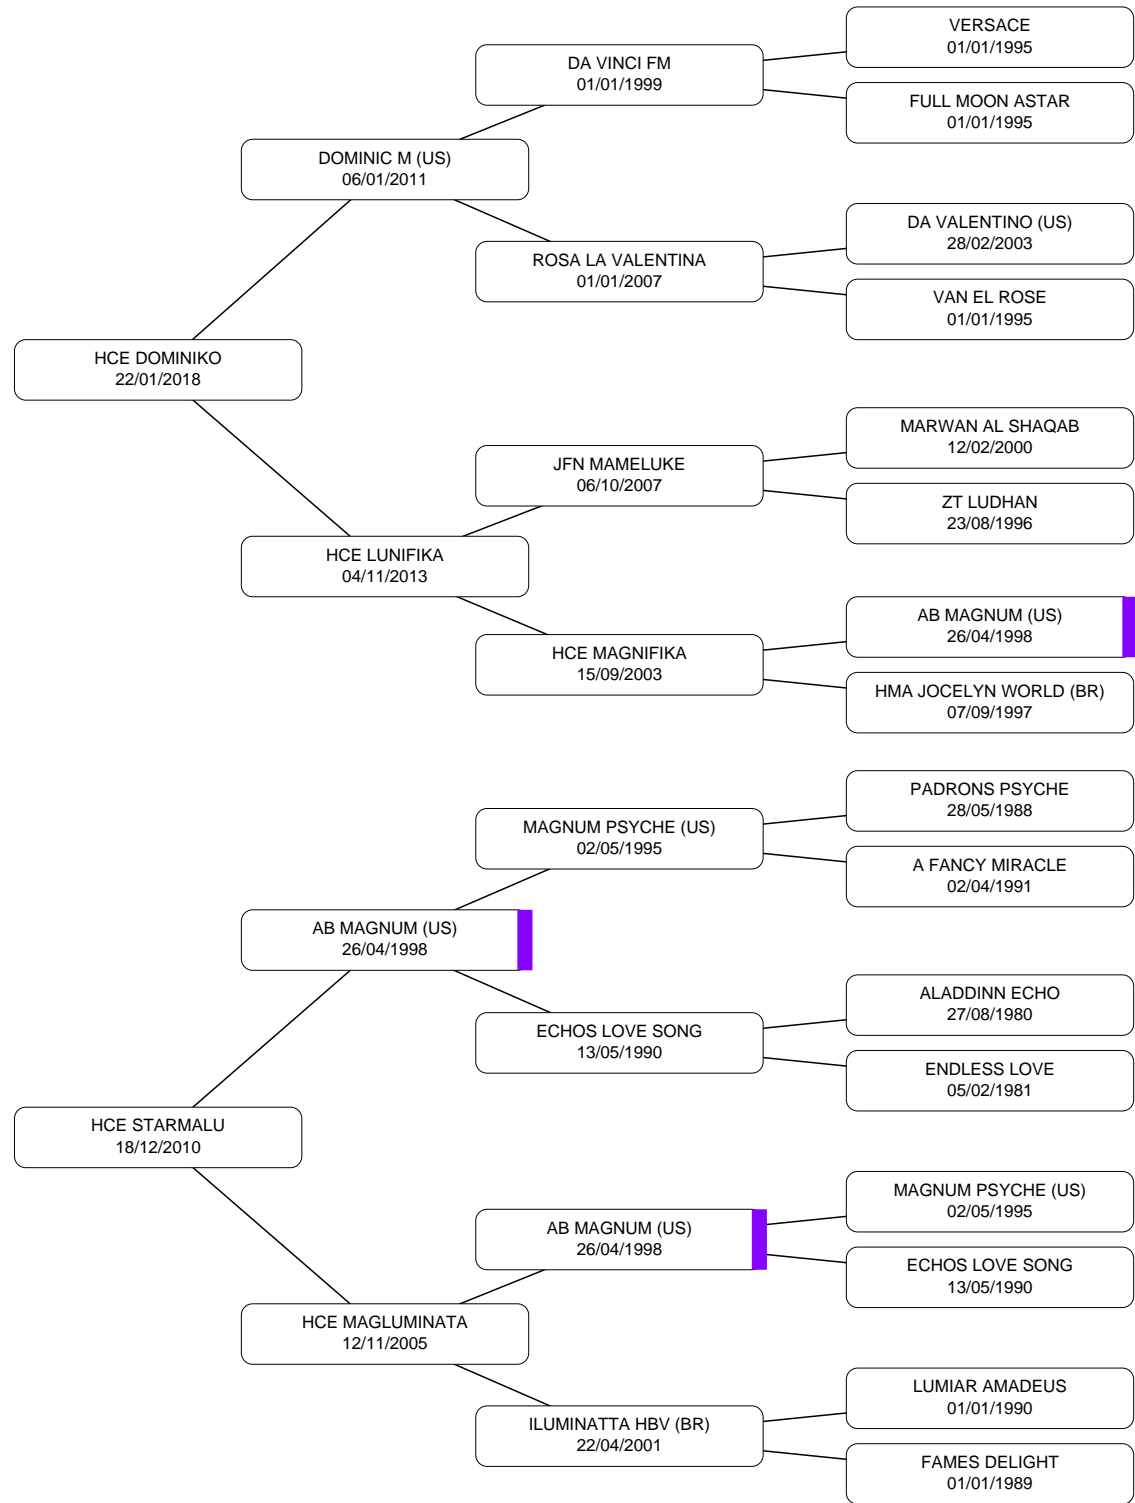 VERSACE
01/01/1995
DA VINCI FM
01/01/1999
FULL MOON ASTAR
01/01/1995
DOMINIC M (US)
06/01/2011
DA VALENTINO (US)
28/02/2003
ROSA LA VALENTINA
01/01/2007
VAN EL ROSE
01/01/1995
HCE DOMINIKO
22/01/2018
MARWAN AL SHAQAB
12/02/2000
JFN MAMELUKE
06/10/2007
ZT LUDHAN
23/08/1996
HCE LUNIFIKA
04/11/2013
AB MAGNUM (US)
26/04/1998
HCE MAGNIFIKA
15/09/2003
HMA JOCELYN WORLD (BR)
07/09/1997
PADRONS PSYCHE
28/05/1988
MAGNUM PSYCHE (US)
02/05/1995
A FANCY MIRACLE
02/04/1991
AB MAGNUM (US)
26/04/1998
ALADDINN ECHO
27/08/1980
ECHOS LOVE SONG
13/05/1990
ENDLESS LOVE
05/02/1981
HCE STARMALU
18/12/2010
MAGNUM PSYCHE (US)
02/05/1995
AB MAGNUM (US)
26/04/1998
ECHOS LOVE SONG
13/05/1990
HCE MAGLUMINATA
12/11/2005
LUMIAR AMADEUS
01/01/1990
ILUMINATTA HBV (BR)
22/04/2001
FAMES DELIGHT
01/01/1989